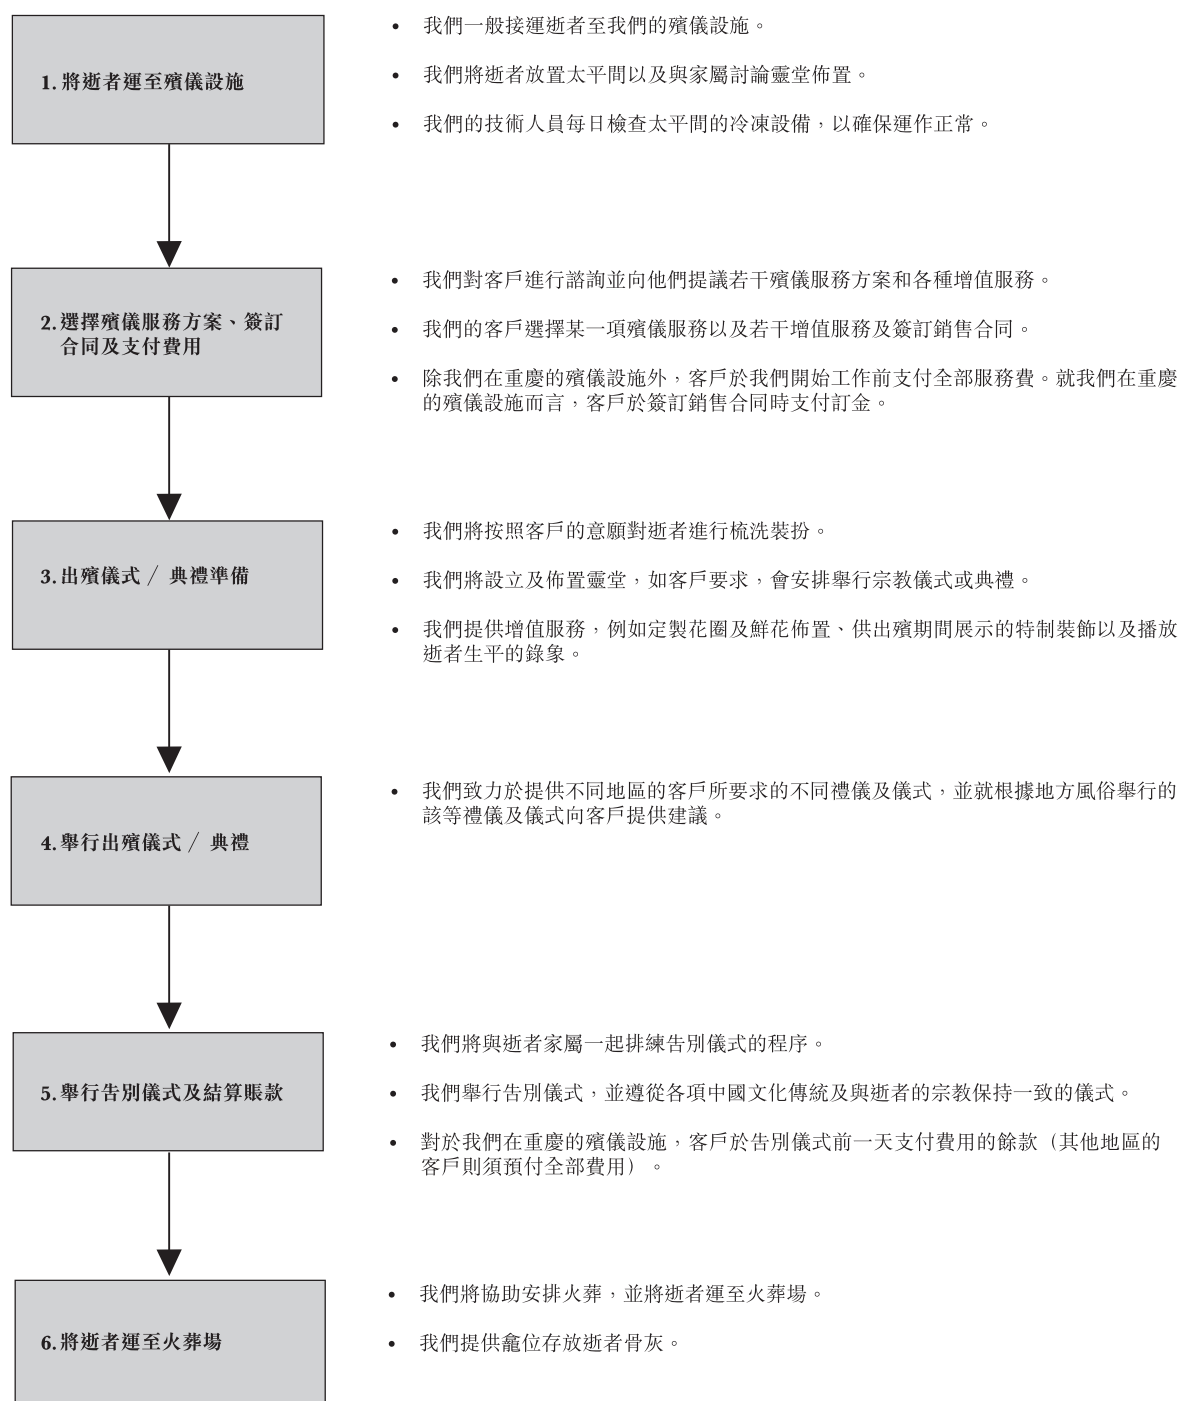 1. 將逝者運至殯儀設施
• 我們一般接運逝者至我們的殯儀設施。
• 我們將逝者放置太平間以及與家屬討論靈堂佈置。
• 我們的技術人員每日檢查太平間的冷凍設備，以確保運作正常。
2. 選擇殯儀服務方案、簽訂
合同及支付費用
• 我們對客戶進行諮詢並向他們提議若干殯儀服務方案和各種增值服務。
• 我們的客戶選擇某一項殯儀服務以及若干增值服務及簽訂銷售合同。
• 除我們在重慶的殯儀設施外，客戶於我們開始工作前支付全部服務費。就我們在重慶
的殯儀設施而言，客戶於簽訂銷售合同時支付訂金。
3. 出殯儀式／典禮準備
• 我們將按照客戶的意願對逝者進行梳洗裝扮。
• 我們將設立及佈置靈堂，如客戶要求，會安排舉行宗教儀式或典禮。
• 我們提供增值服務，例如定製花圈及鮮花佈置、供出殯期間展示的特制裝飾以及播放
逝者生平的錄象。
4. 舉行出殯儀式／典禮
• 我們致力於提供不同地區的客戶所要求的不同禮儀及儀式，並就根據地方風俗舉行的
該等禮儀及儀式向客戶提供建議。
5. 舉行告別儀式及結算賬款
• 我們將與逝者家屬一起排練告別儀式的程序。
• 我們舉行告別儀式，並遵從各項中國文化傳統及與逝者的宗教保持一致的儀式。
• 對於我們在重慶的殯儀設施，客戶於告別儀式前一天支付費用的餘款（其他地區的
客戶則須預付全部費用）。
6. 將逝者運至火葬場
• 我們將協助安排火葬，並將逝者運至火葬場。
• 我們提供龕位存放逝者骨灰。